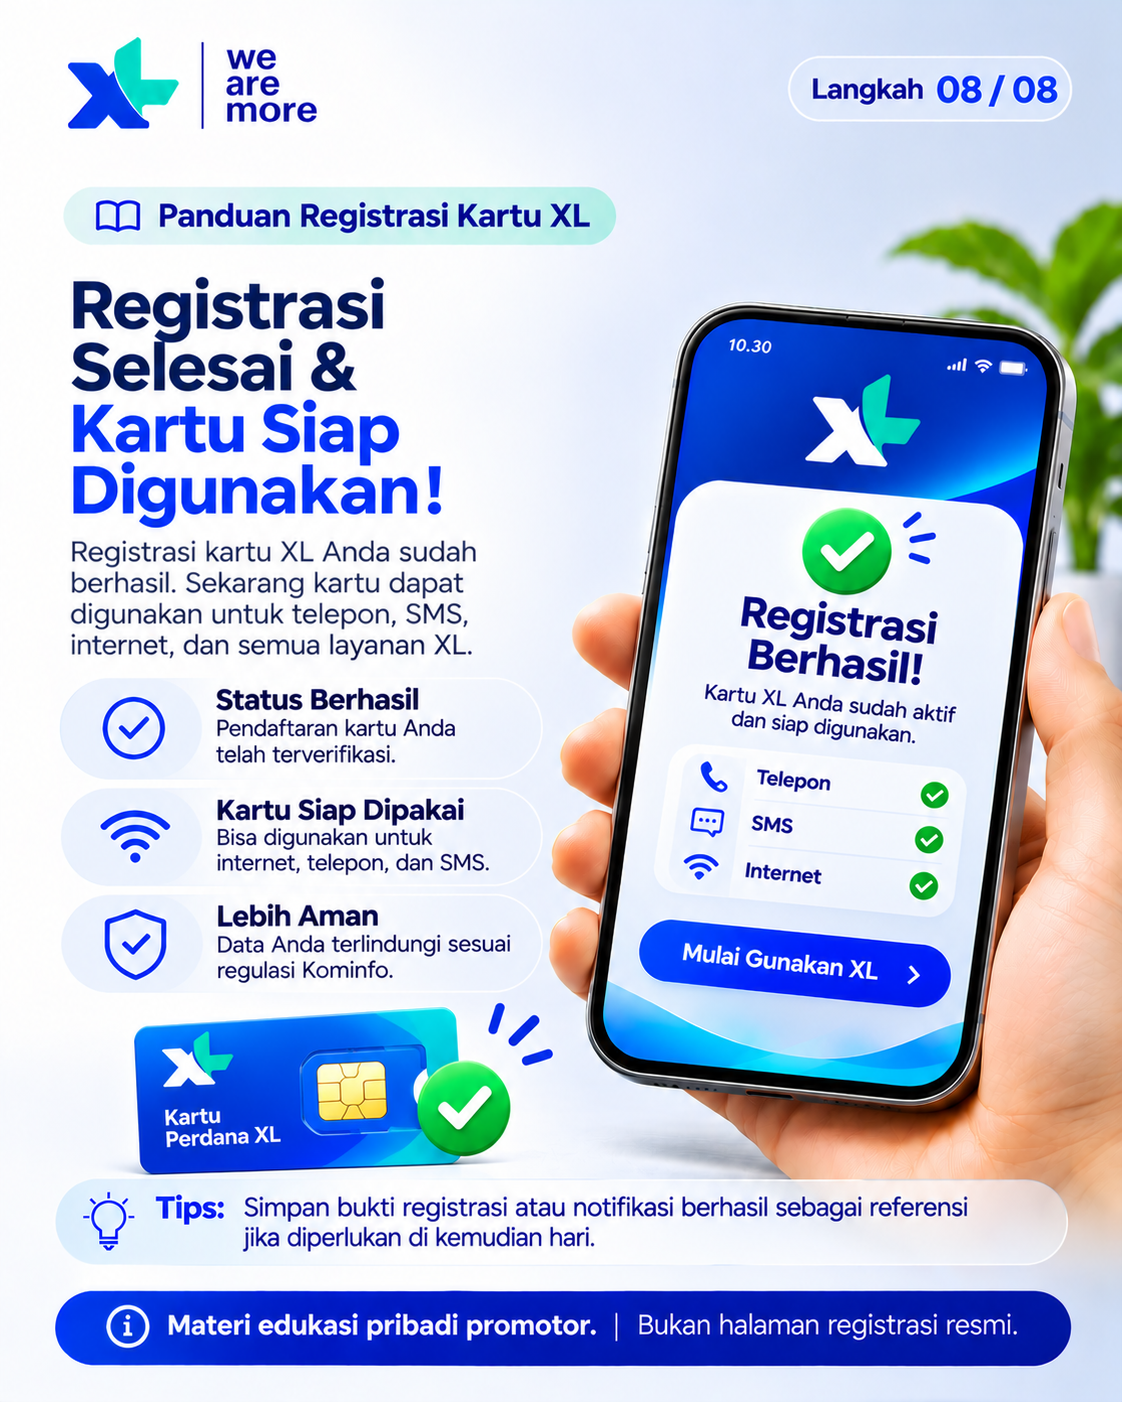 XL
we
are
more
Langkah 08 / 08
Panduan Registrasi Kartu XL
Registrasi
Selesai &
Kartu Siap
Digunakan!
Registrasi kartu XL Anda sudah
berhasil. Sekarang kartu dapat
digunakan untuk telepon, SMS,
internet, dan semua layanan XL.
Status Berhasil
Pendaftaran kartu Anda
telah terverifikasi.
Kartu Siap Dipakai
Bisa digunakan untuk
internet, telepon, dan SMS.
Lebih Aman
Data Anda terlindungi sesuai
regulasi Kominfo.
XL
Kartu
Perdana XL
10.30
XL
Registrasi
Berhasil!
Kartu XL Anda sudah aktif
dan siap digunakan.
Telepon
SMS
Internet
Mulai Gunakan XL
Tips: Simpan bukti registrasi atau notifikasi berhasil sebagai referensi
jika diperlukan di kemudian hari.
Materi edukasi pribadi promotor. | Bukan halaman registrasi resmi.